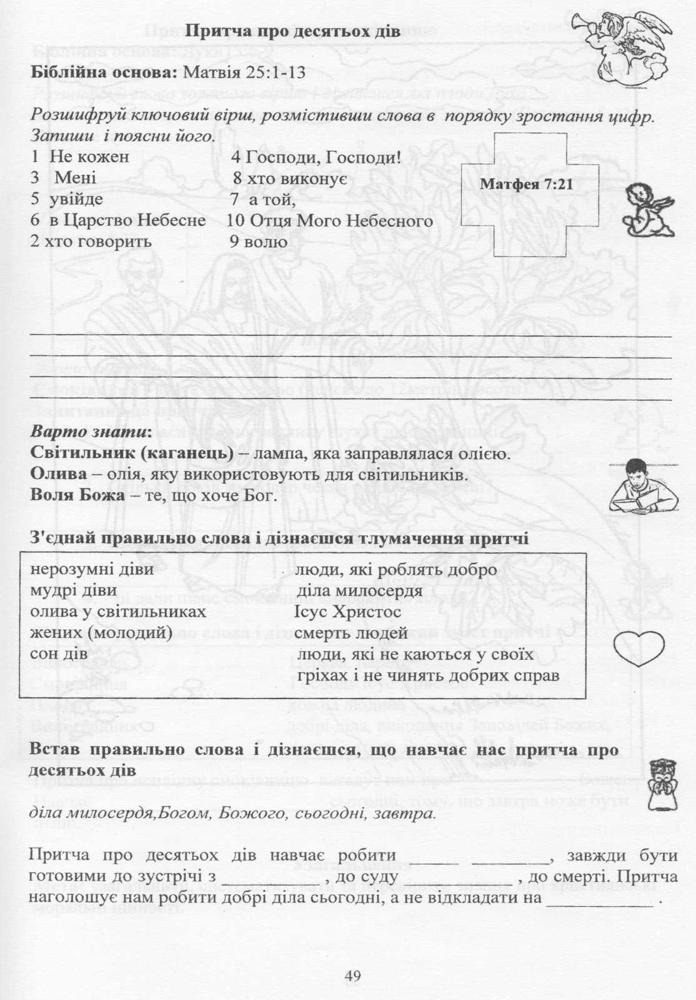 Притча про десятьох дів
Біблійна основа: Матвія 25:1-13
Розшифруй ключовий вірш, розмістивши слова в порядку зростання цифр.
Запиши і поясни його.
1 Не кожен 4 Господи, Господи!
3 Мені 8 хто виконує
5 увійде 7 а той,
6 в Царство Небесне 10 Отця Мого Небесного
2 хто говорить 9 волю
Матфея 7:21
Варто знати:
Світильник (каганець) – лампа, яка заправлялася олією.
Олива – олія, яку використовують для світильників.
Воля Божа – те, що хоче Бог.
З'єднай правильно слова і дізнаєшся тлумачення притчі
нерозумні діви люди, які роблять добро
мудрі діви діла милосердя
олива у світильниках Ісус Христос
жених (молодий) смерть людей
сон дів люди, які не каються у своїх
гріхах і не чинять добрих справ
Встав правильно слова і дізнаєшся, що навчає нас притча про
десятьох дів
діла милосердя,Богом, Божого, сьогодні, завтра.
Притча про десятьох дів навчає робити ______ _________, завжди бути
готовими до зустрічі з ____________ , до суду _____________ , до смерті. Притча
наголошує нам робити добрі діла сьогодні, а не відкладати на ____________ .
49